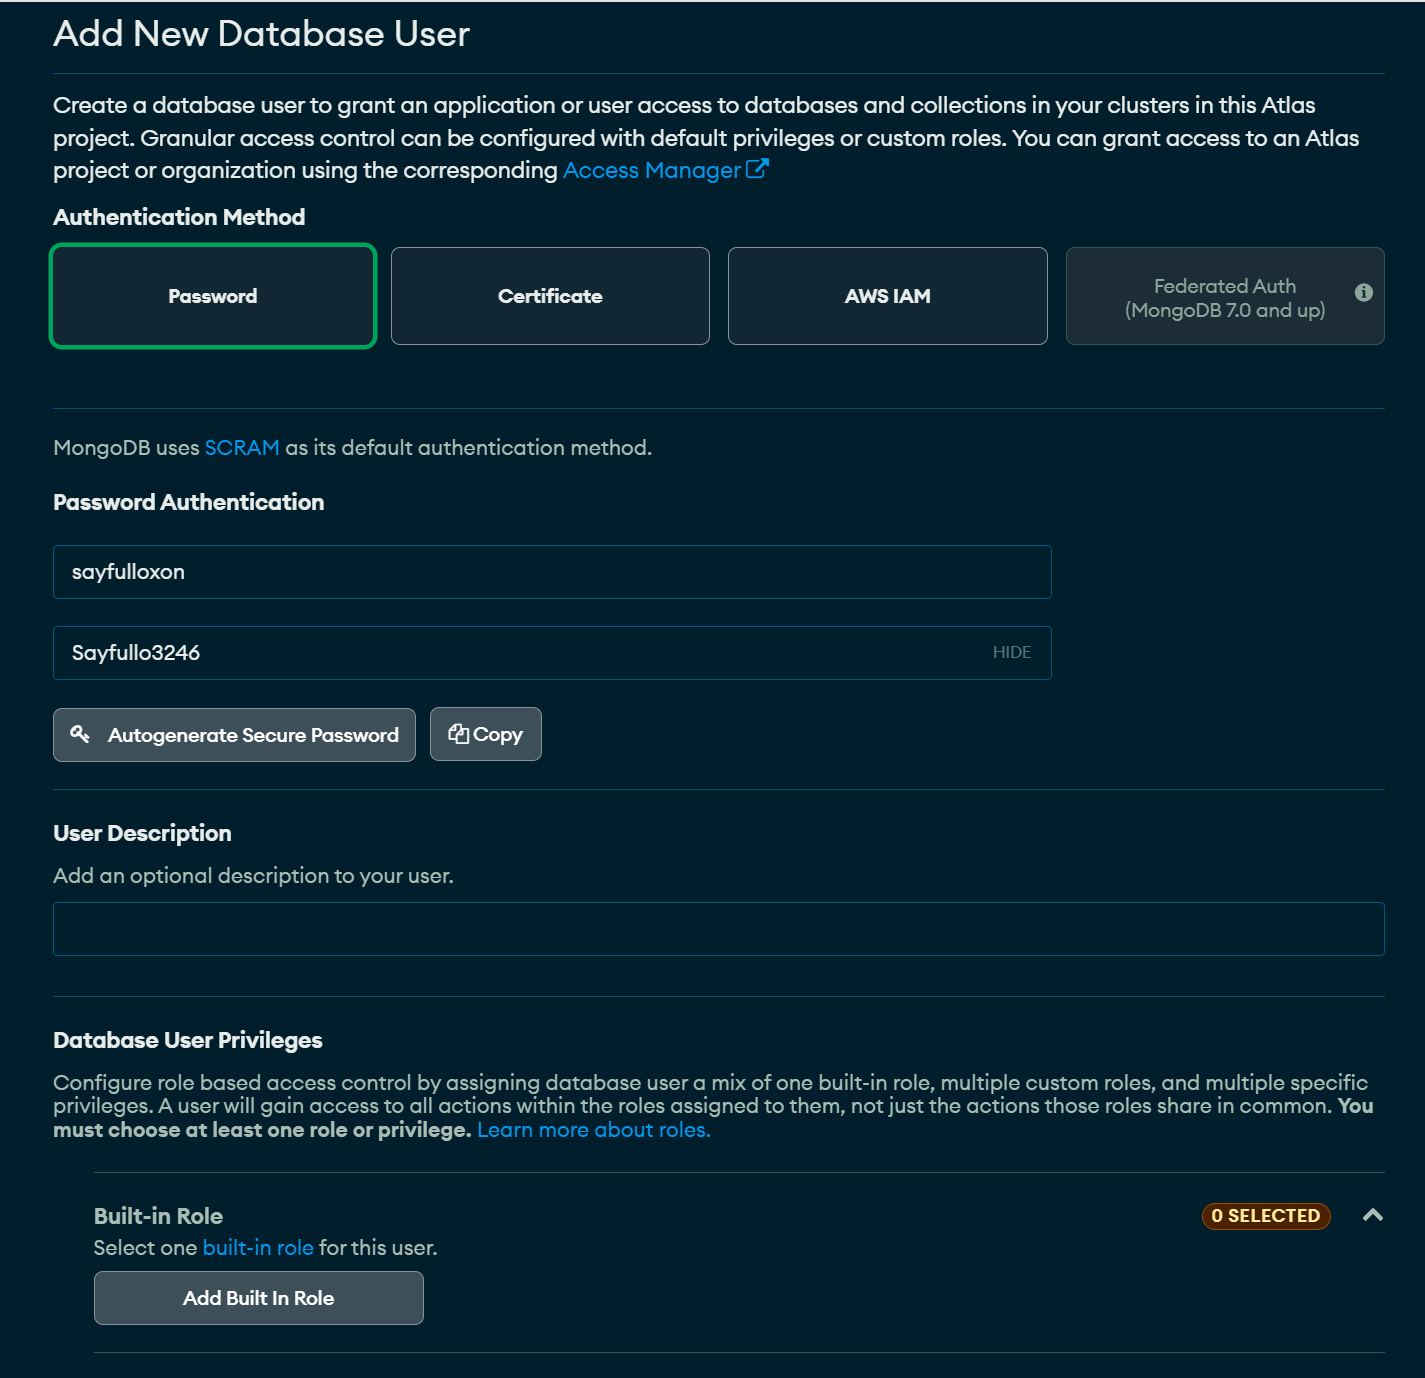 Add New Database User
Create a database user to grant an application or user access to databases and collections in your clusters in this Atlas
project. Granular access control can be configured with default privileges or custom roles. You can grant access to an Atlas
project or organization using the corresponding Access Manager
Authentication Method
Password
Certificate
AWS IAM
Federated Auth
(MongoDB 7.0 and up)
MongoDB uses SCRAM as its default authentication method.
Password Authentication
sayfulloxon
Sayfullo3246
HIDE
Autogenerate Secure Password
Copy
User Description
Add an optional description to your user.
Database User Privileges
Configure role based access control by assigning database user a mix of one built-in role, multiple custom roles, and multiple specific
privileges. A user will gain access to all actions within the roles assigned to them, not just the actions those roles share in common. You
must choose at least one role or privilege. Learn more about roles.
Built-in Role
0 SELECTED
Select one built-in role for this user.
Add Built In Role